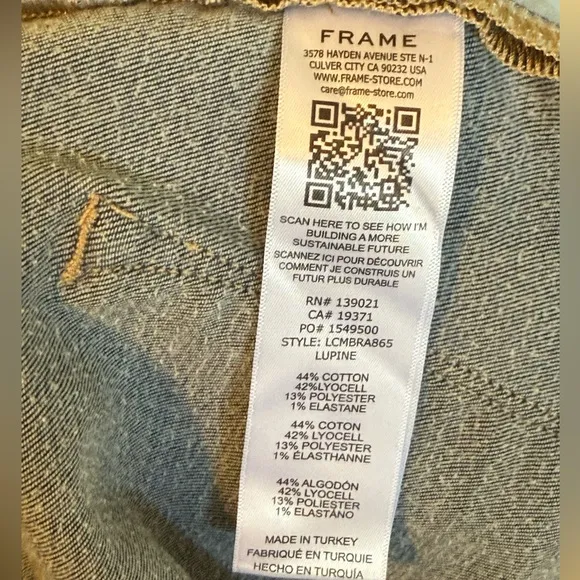 FRAME
3578 HAYDEN AVENUE STE N-1
CULVER CITY CA 90232 USA
WWW.FRAME-STORE.COM
care@frame-store.com
SCAN HERE TO SEE HOW I'M
BUILDING A MORE
SUSTAINABLE FUTURE
SCANNEZ ICI POUR DÉCOUVRIR
COMMENT JE CONSTRUIS UN
FUTUR PLUS DURABLE
RN# 139021
CA# 19371
PO# 1549500
STYLE: LCMBRA865
LUPINE
44% COTTON
42%LYOCELL
13% POLYESTER
1% ELASTANE
44% COTON
42% LYOCELL
13% POLYESTER
1% ÉLASTHANNE
44% ALGODÓN
42% LYOCELL
13% POLIESTER
1% ELASTANO
MADE IN TURKEY
FABRIQUÉ EN TURQUIE
HECHO EN TURQUÍA